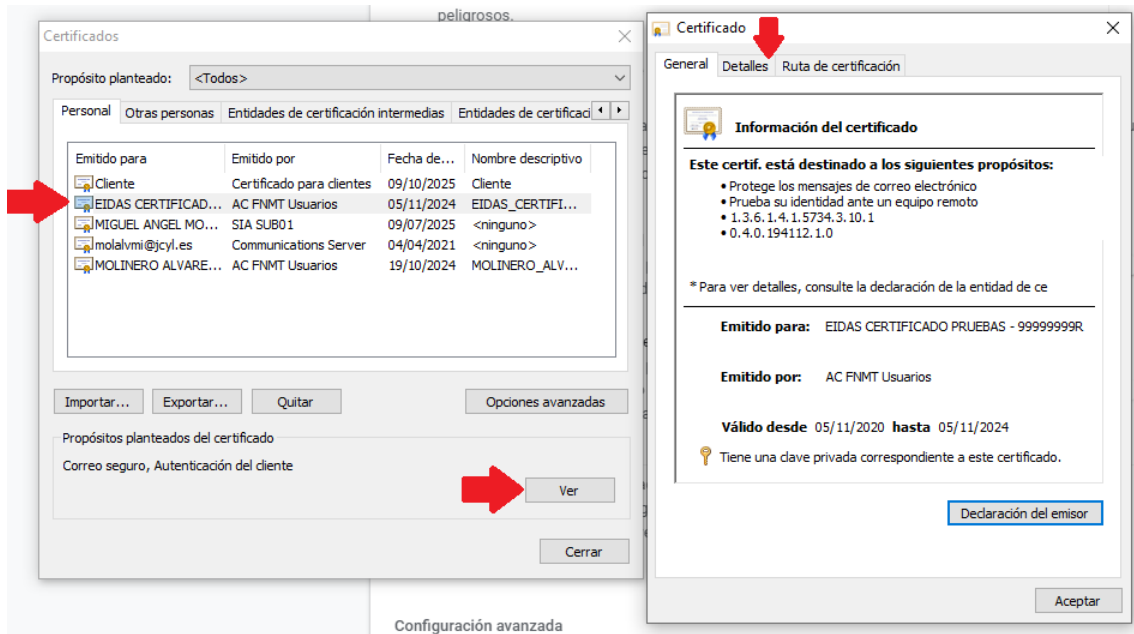 peligrosos.
Certificados
Propósito planteado: <Todos>
Personal Otras personas Entidades de certificación intermedias Entidades de certificaci
Emitido para Emitido por Fecha de... Nombre descriptivo
Cliente Certificado para clientes 09/10/2025 Cliente
EIDAS CERTIFICAD... AC FNMT Usuarios 05/11/2024 EIDAS_CERTIFI...
MIGUEL ANGEL MO... SIA SUB01 09/07/2025 <ninguno>
molalvmi@jcyl.es Communications Server 04/04/2021 <ninguno>
MOLINERO ALVARE... AC FNMT Usuarios 19/10/2024 MOLINERO_ALV...
Importar... Exportar... Quitar Opciones avanzadas
Propósitos planteados del certificado
Correo seguro, Autenticación del cliente
Ver
Cerrar
Configuración avanzada
Certificado
General Detalles Ruta de certificación
Información del certificado
Este certif. está destinado a los siguientes propósitos:
• Protege los mensajes de correo electrónico
• Prueba su identidad ante un equipo remoto
• 1.3.6.1.4.1.5734.3.10.1
• 0.4.0.194112.1.0
* Para ver detalles, consulte la declaración de la entidad de ce
Emitido para: EIDAS CERTIFICADO PRUEBAS - 99999999R
Emitido por: AC FNMT Usuarios
Válido desde 05/11/2020 hasta 05/11/2024
Tiene una clave privada correspondiente a este certificado.
Declaración del emisor
Aceptar